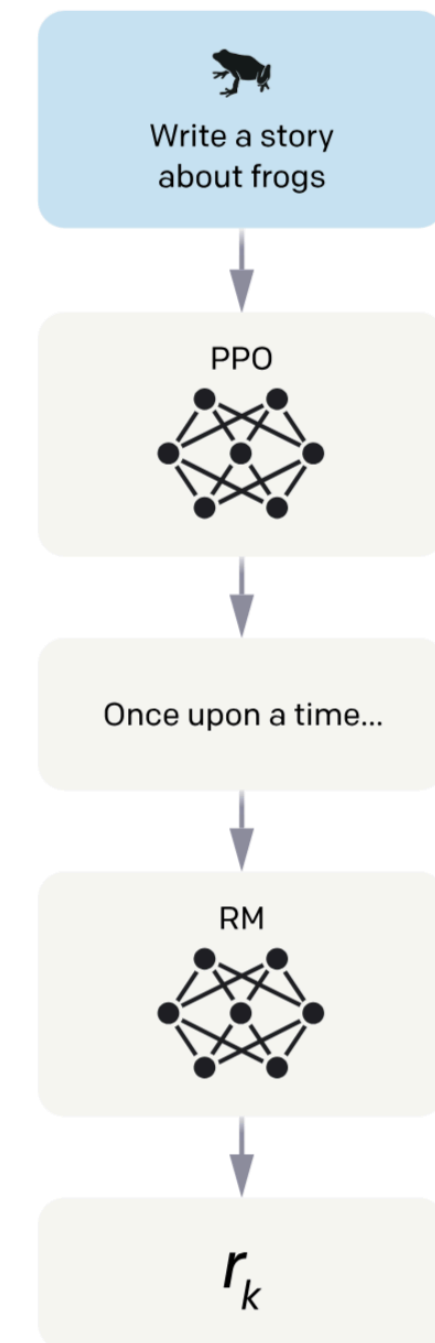 Write a story
about frogs
PPO
Once upon a time...
RM
r_k